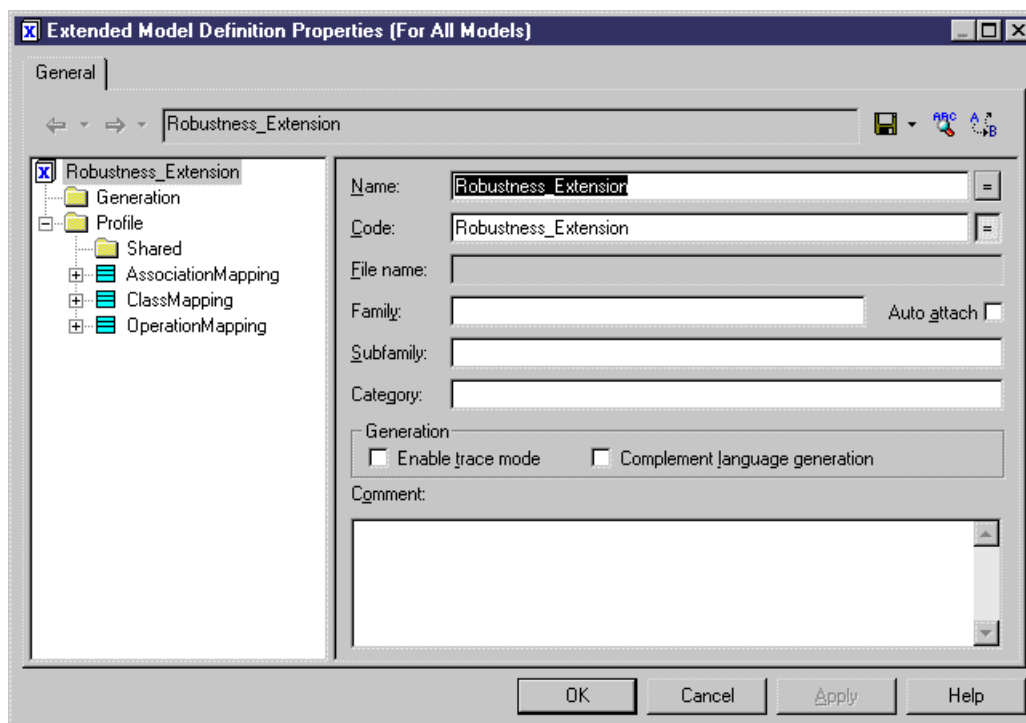 Extended Model Definition Properties (For All Models)
General
Robustness_Extension
Robustness_Extension
Generation
Profile
Shared
AssociationMapping
ClassMapping
OperationMapping
Name: Robustness_Extension =
Code: Robustness_Extension =
File name:
Family: Auto attach
Subfamily:
Category:
Generation
Enable trace mode Complement language generation
Comment:
OK Cancel Apply Help